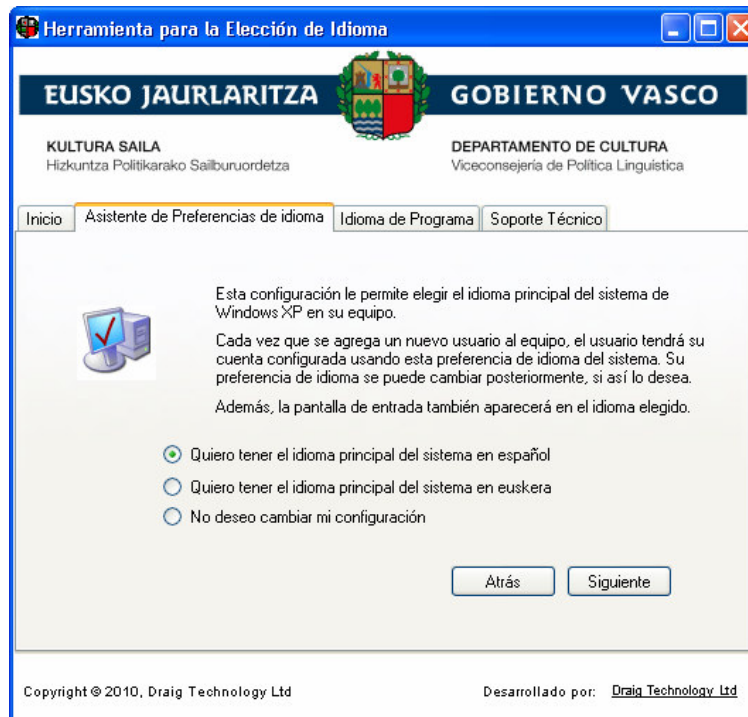 Herramienta para la Elección de Idioma
EUSKO JAURLARITZA GOBIERNO VASCO
KULTURA SAILA
Hizkuntza Politikarako Sailburuordetza
DEPARTAMENTO DE CULTURA
Viceconsejería de Política Linguistica
Inicio Asistente de Preferencias de idioma Idioma de Programa Soporte Técnico
Esta configuración le permite elegir el idioma principal del sistema de
Windows XP en su equipo.
Cada vez que se agrega un nuevo usuario al equipo, el usuario tendrá su
cuenta configurada usando esta preferencia de idioma del sistema. Su
preferencia de idioma se puede cambiar posteriormente, si así lo desea.
Además, la pantalla de entrada también aparecerá en el idioma elegido.
Quiero tener el idioma principal del sistema en español
Quiero tener el idioma principal del sistema en euskera
No deseo cambiar mi configuración
Atrás Siguiente
Copyright © 2010, Draig Technology Ltd Desarrollado por: Draig Technology Ltd